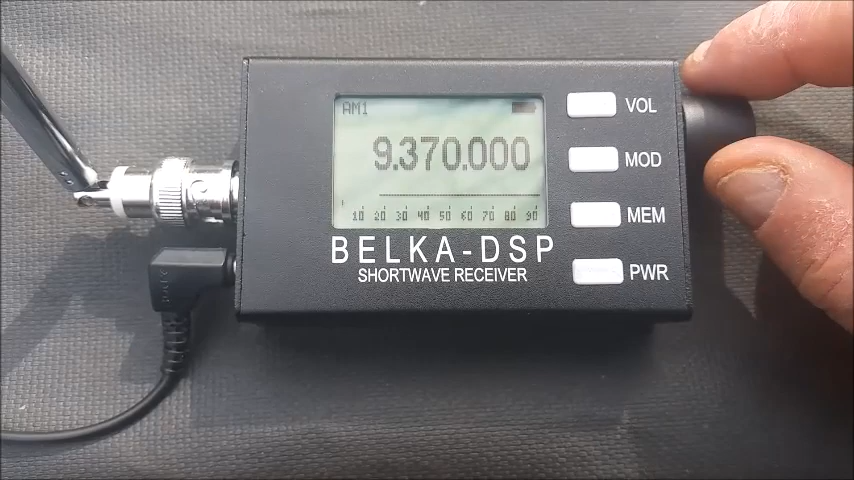 AM1
9.370.000
10 20 30 40 50 60 70 80 90
BELKA-DSP
SHORTWAVE RECEIVER
VOL
MOD
MEM
PWR